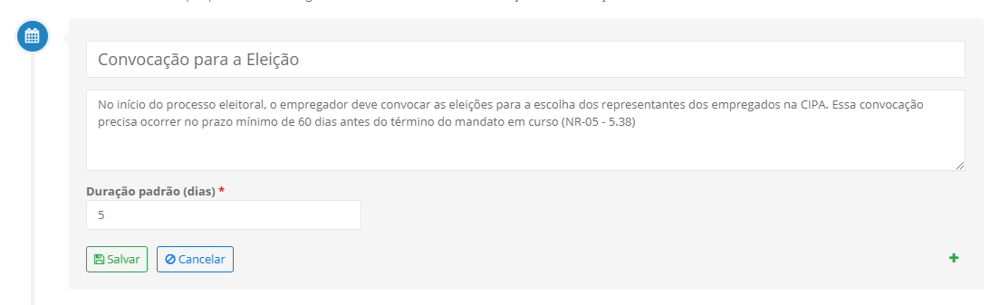 Convocação para a Eleição
No início do processo eleitoral, o empregador deve convocar as eleições para a escolha dos representantes dos empregados na CIPA. Essa convocação
precisa ocorrer no prazo mínimo de 60 dias antes do término do mandato em curso (NR-05 - 5.38)
Duração padrão (dias) *
5
Salvar
Cancelar